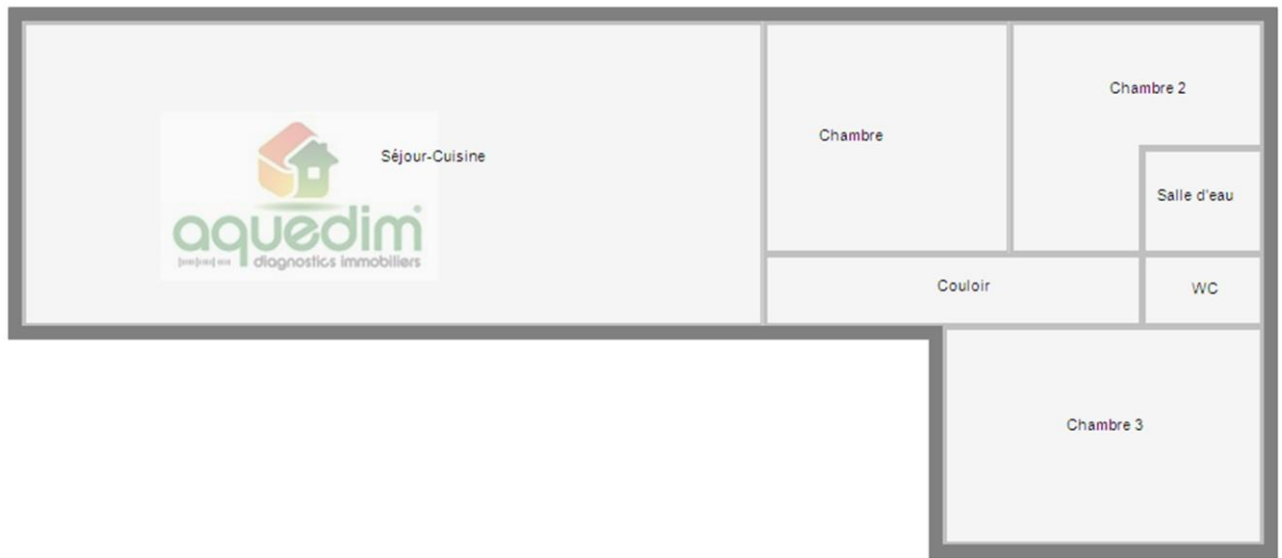 Chambre 2
Chambre
Séjour-Cuisine
Salle d'eau
aquedim
diagnostics immobiliers
Couloir
WC
Chambre 3